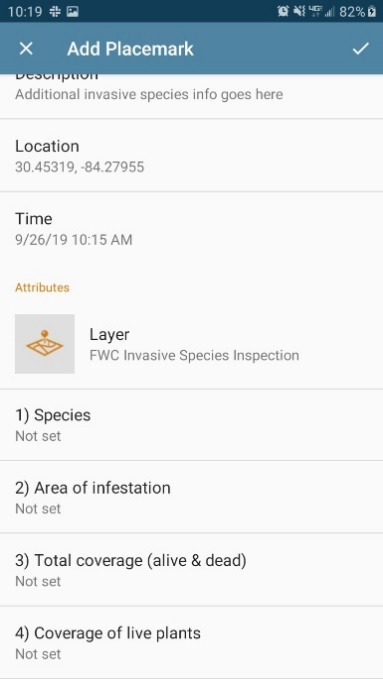 10:19 82%
Add Placemark
Description
Additional invasive species info goes here
Location
30.45319, -84.27955
Time
9/26/19 10:15 AM
Attributes
Layer
FWC Invasive Species Inspection
1) Species
Not set
2) Area of infestation
Not set
3) Total coverage (alive & dead)
Not set
4) Coverage of live plants
Not set